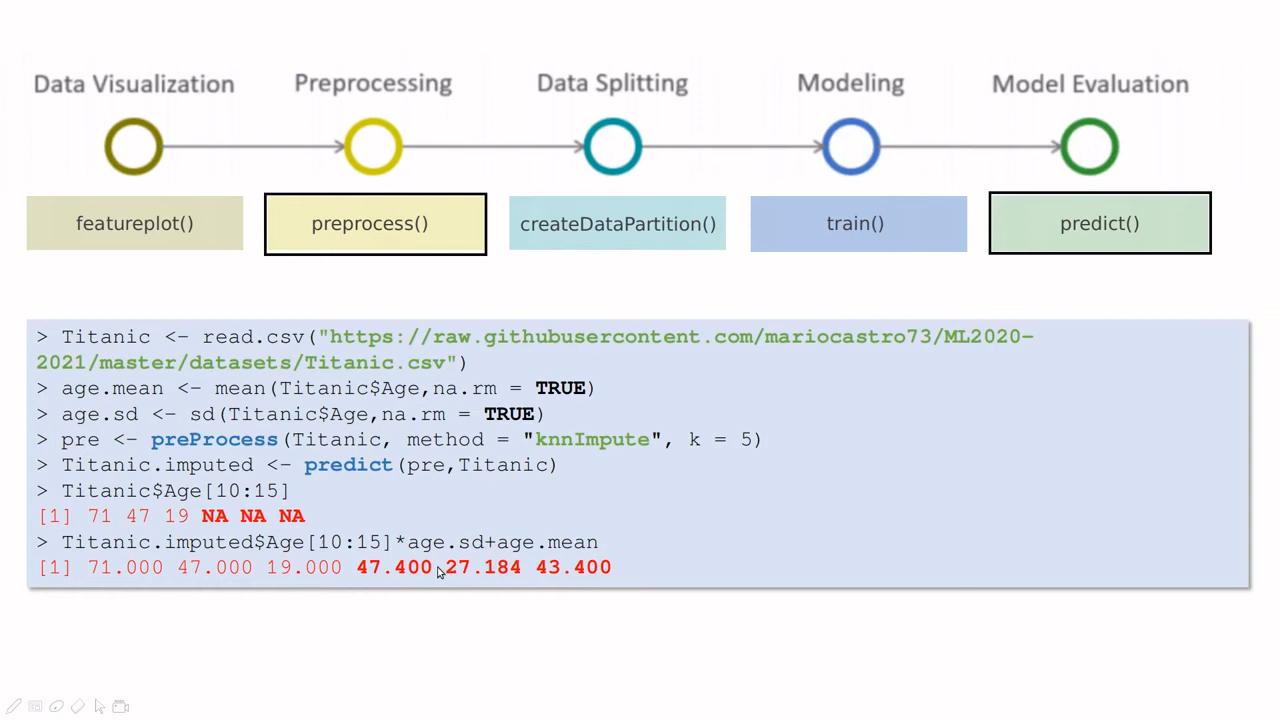 Data Visualization Preprocessing Data Splitting Modeling Model Evaluation
featureplot() preprocess() createDataPartition() train() predict()
> Titanic <- read.csv("https://raw.githubusercontent.com/mariocastro73/ML2020-
2021/master/datasets/Titanic.csv")
> age.mean <- mean(Titanic$Age,na.rm = TRUE)
> age.sd <- sd(Titanic$Age,na.rm = TRUE)
> pre <- preProcess(Titanic, method = "knnImpute", k = 5)
> Titanic.imputed <- predict(pre,Titanic)
> Titanic$Age[10:15]
[1] 71 47 19 NA NA NA
> Titanic.imputed$Age[10:15]*age.sd+age.mean
[1] 71.000 47.000 19.000 47.400 27.184 43.400